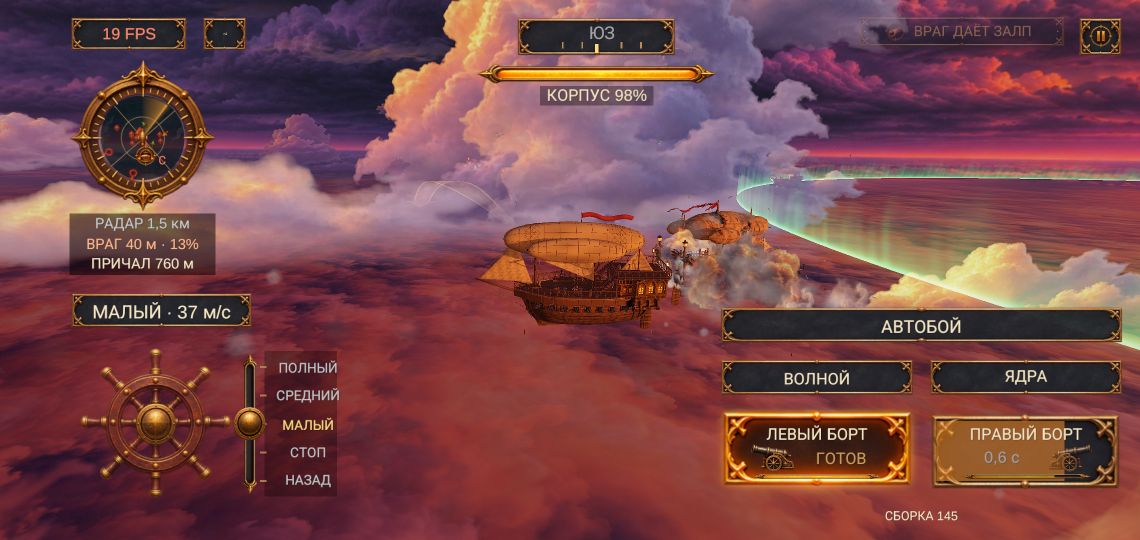 19 FPS
ЮЗ
ВРАГ ДАЁТ ЗАЛП
КОРПУС 98%
С
РАДАР 1,5 км
ВРАГ 40 м · 13%
ПРИЧАЛ 760 м
МАЛЫЙ · 37 м/с
ПОЛНЫЙ
СРЕДНИЙ
МАЛЫЙ
СТОП
НАЗАД
АВТОБОЙ
ВОЛНОЙ
ЯДРА
ЛЕВЫЙ БОРТ
ГОТОВ
ПРАВЫЙ БОРТ
0,6 с
СБОРКА 145